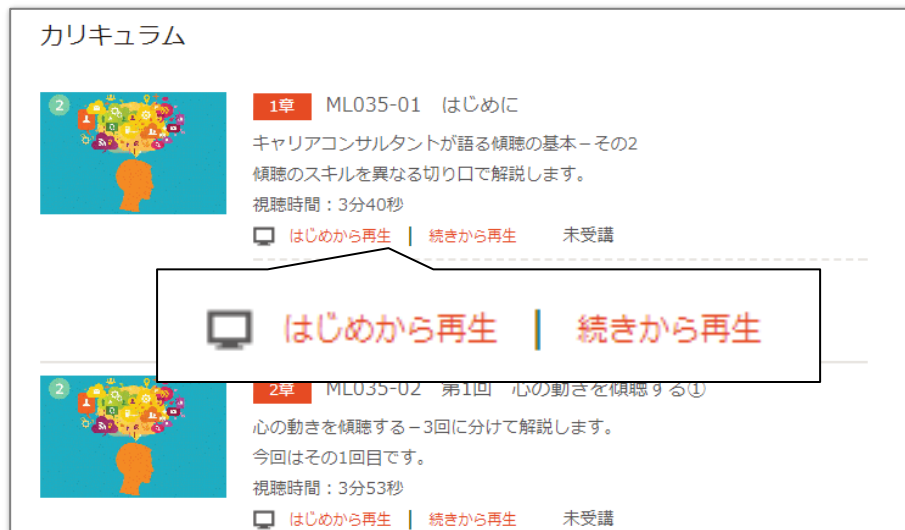 カリキュラム
2
1章 ML035-01 はじめに
キャリアコンサルタントが語る傾聴の基本－その2
傾聴のスキルを異なる切り口で解説します。
視聴時間：3分40秒
はじめから再生 | 続きから再生 未受講
はじめから再生 | 続きから再生
2
2章 ML035-02 第1回 心の動きを傾聴する①
心の動きを傾聴する－3回に分けて解説します。
今回はその1回目です。
視聴時間：3分53秒
はじめから再生 | 続きから再生 未受講